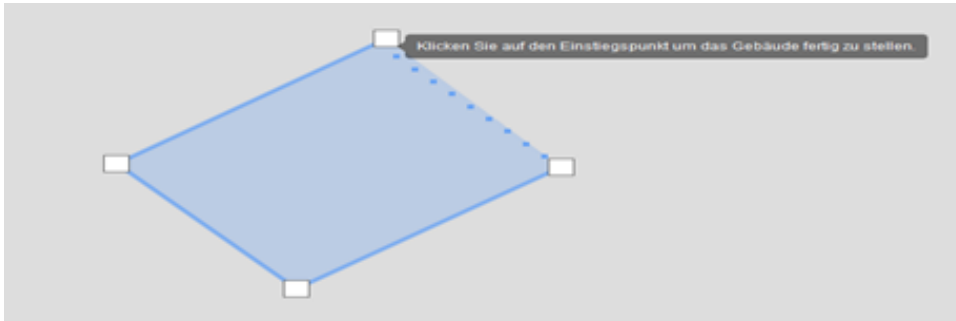 Klicken Sie auf den Einstiegspunkt um das Gebäude fertig zu stellen.